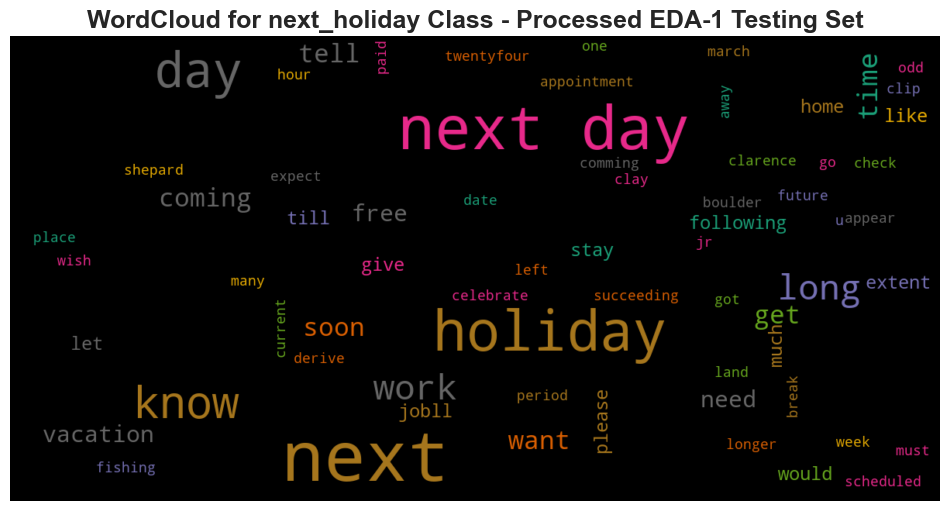 WordCloud for next_holiday Class - Processed EDA-1 Testing Set
day
tell
hour
paid
twentyfour
one
appointment
march
away
time
odd
clip
home
like
next day
comming
clay
clarence
go
check
shepard
expect
coming
till
free
date
boulder
future
following
u
appear
jr
place
wish
stay
give
left
many
celebrate
succeeding
long
extent
got
get
current
soon
holiday
much
let
derive
land
know
work
jobll
period
please
need
break
vacation
want
longer
week
must
fishing
next
would
scheduled